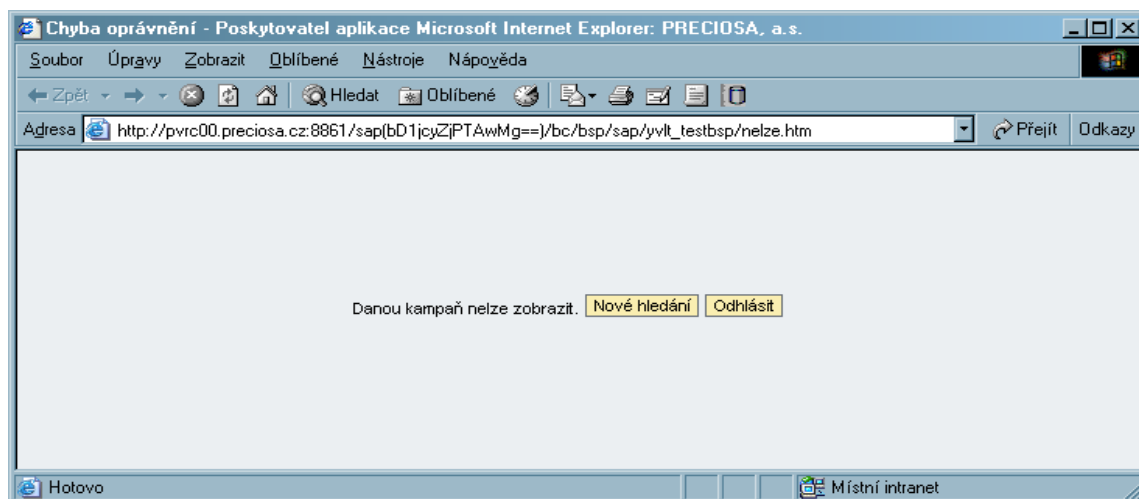 Chyba oprávnění - Poskytovatel aplikace Microsoft Internet Explorer: PRECIOSA, a.s.
Soubor Úpravy Zobrazit Oblíbené Nástroje Nápověda
Zpět Hledat Oblíbené
Adresa http://pvrc00.preciosa.cz:8861/sap(bD1jcyZjPTAwMg==)/bc/bsp/sap/yvlt_testbsp/nelze.htm Přejít Odkazy
Danou kampaň nelze zobrazit. Nové hledání Odhlásit
Hotovo Místní intranet